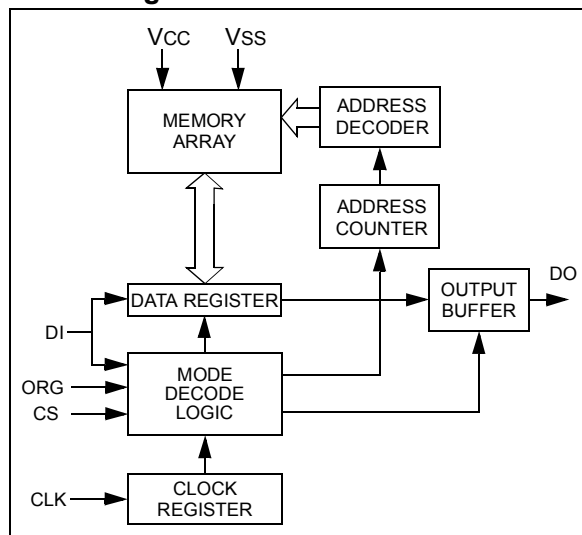 VCC VSS
MEMORY
ARRAY
ADDRESS
DECODER
ADDRESS
COUNTER
DATA REGISTER
OUTPUT
BUFFER
DO
DI
MODE
DECODE
LOGIC
ORG
CS
CLK
CLOCK
REGISTER